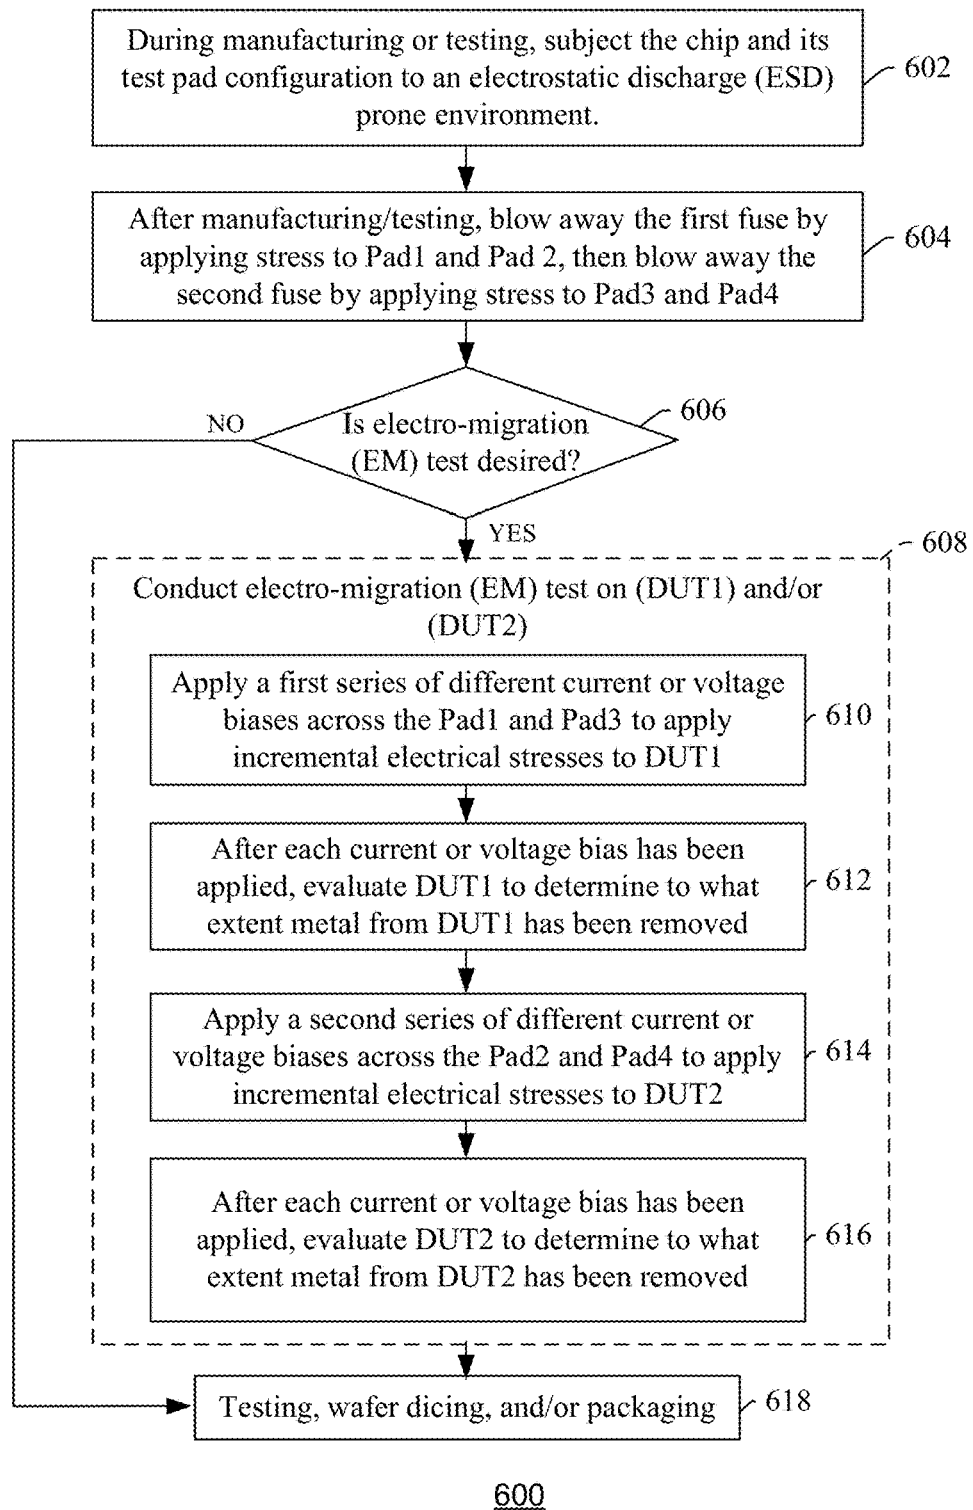 During manufacturing or testing, subject the chip and its
test pad configuration to an electrostatic discharge (ESD)
prone environment.
602
After manufacturing/testing, blow away the first fuse by
applying stress to Pad1 and Pad 2, then blow away the
second fuse by applying stress to Pad3 and Pad4
604
Is electro-migration
(EM) test desired?
606
NO
YES
608
Conduct electro-migration (EM) test on (DUT1) and/or
(DUT2)
Apply a first series of different current or voltage
biases across the Pad1 and Pad3 to apply
incremental electrical stresses to DUT1
610
After each current or voltage bias has been
applied, evaluate DUT1 to determine to what
extent metal from DUT1 has been removed
612
Apply a second series of different current or
voltage biases across the Pad2 and Pad4 to apply
incremental electrical stresses to DUT2
614
After each current or voltage bias has been
applied, evaluate DUT2 to determine to what
extent metal from DUT2 has been removed
616
Testing, wafer dicing, and/or packaging
618
600